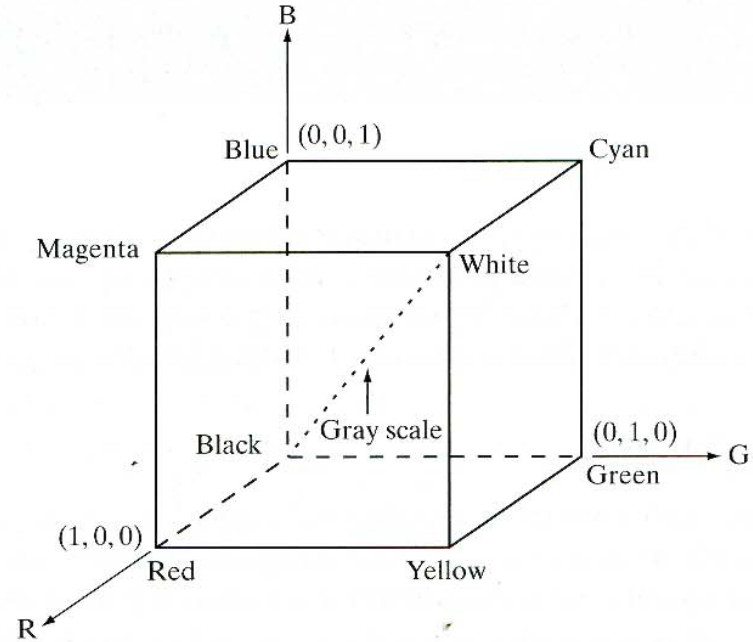 B
Blue (0, 0, 1)
Cyan
Magenta
White
Black
Gray scale
(0, 1, 0)
G
Green
(1, 0, 0)
Red
Yellow
R